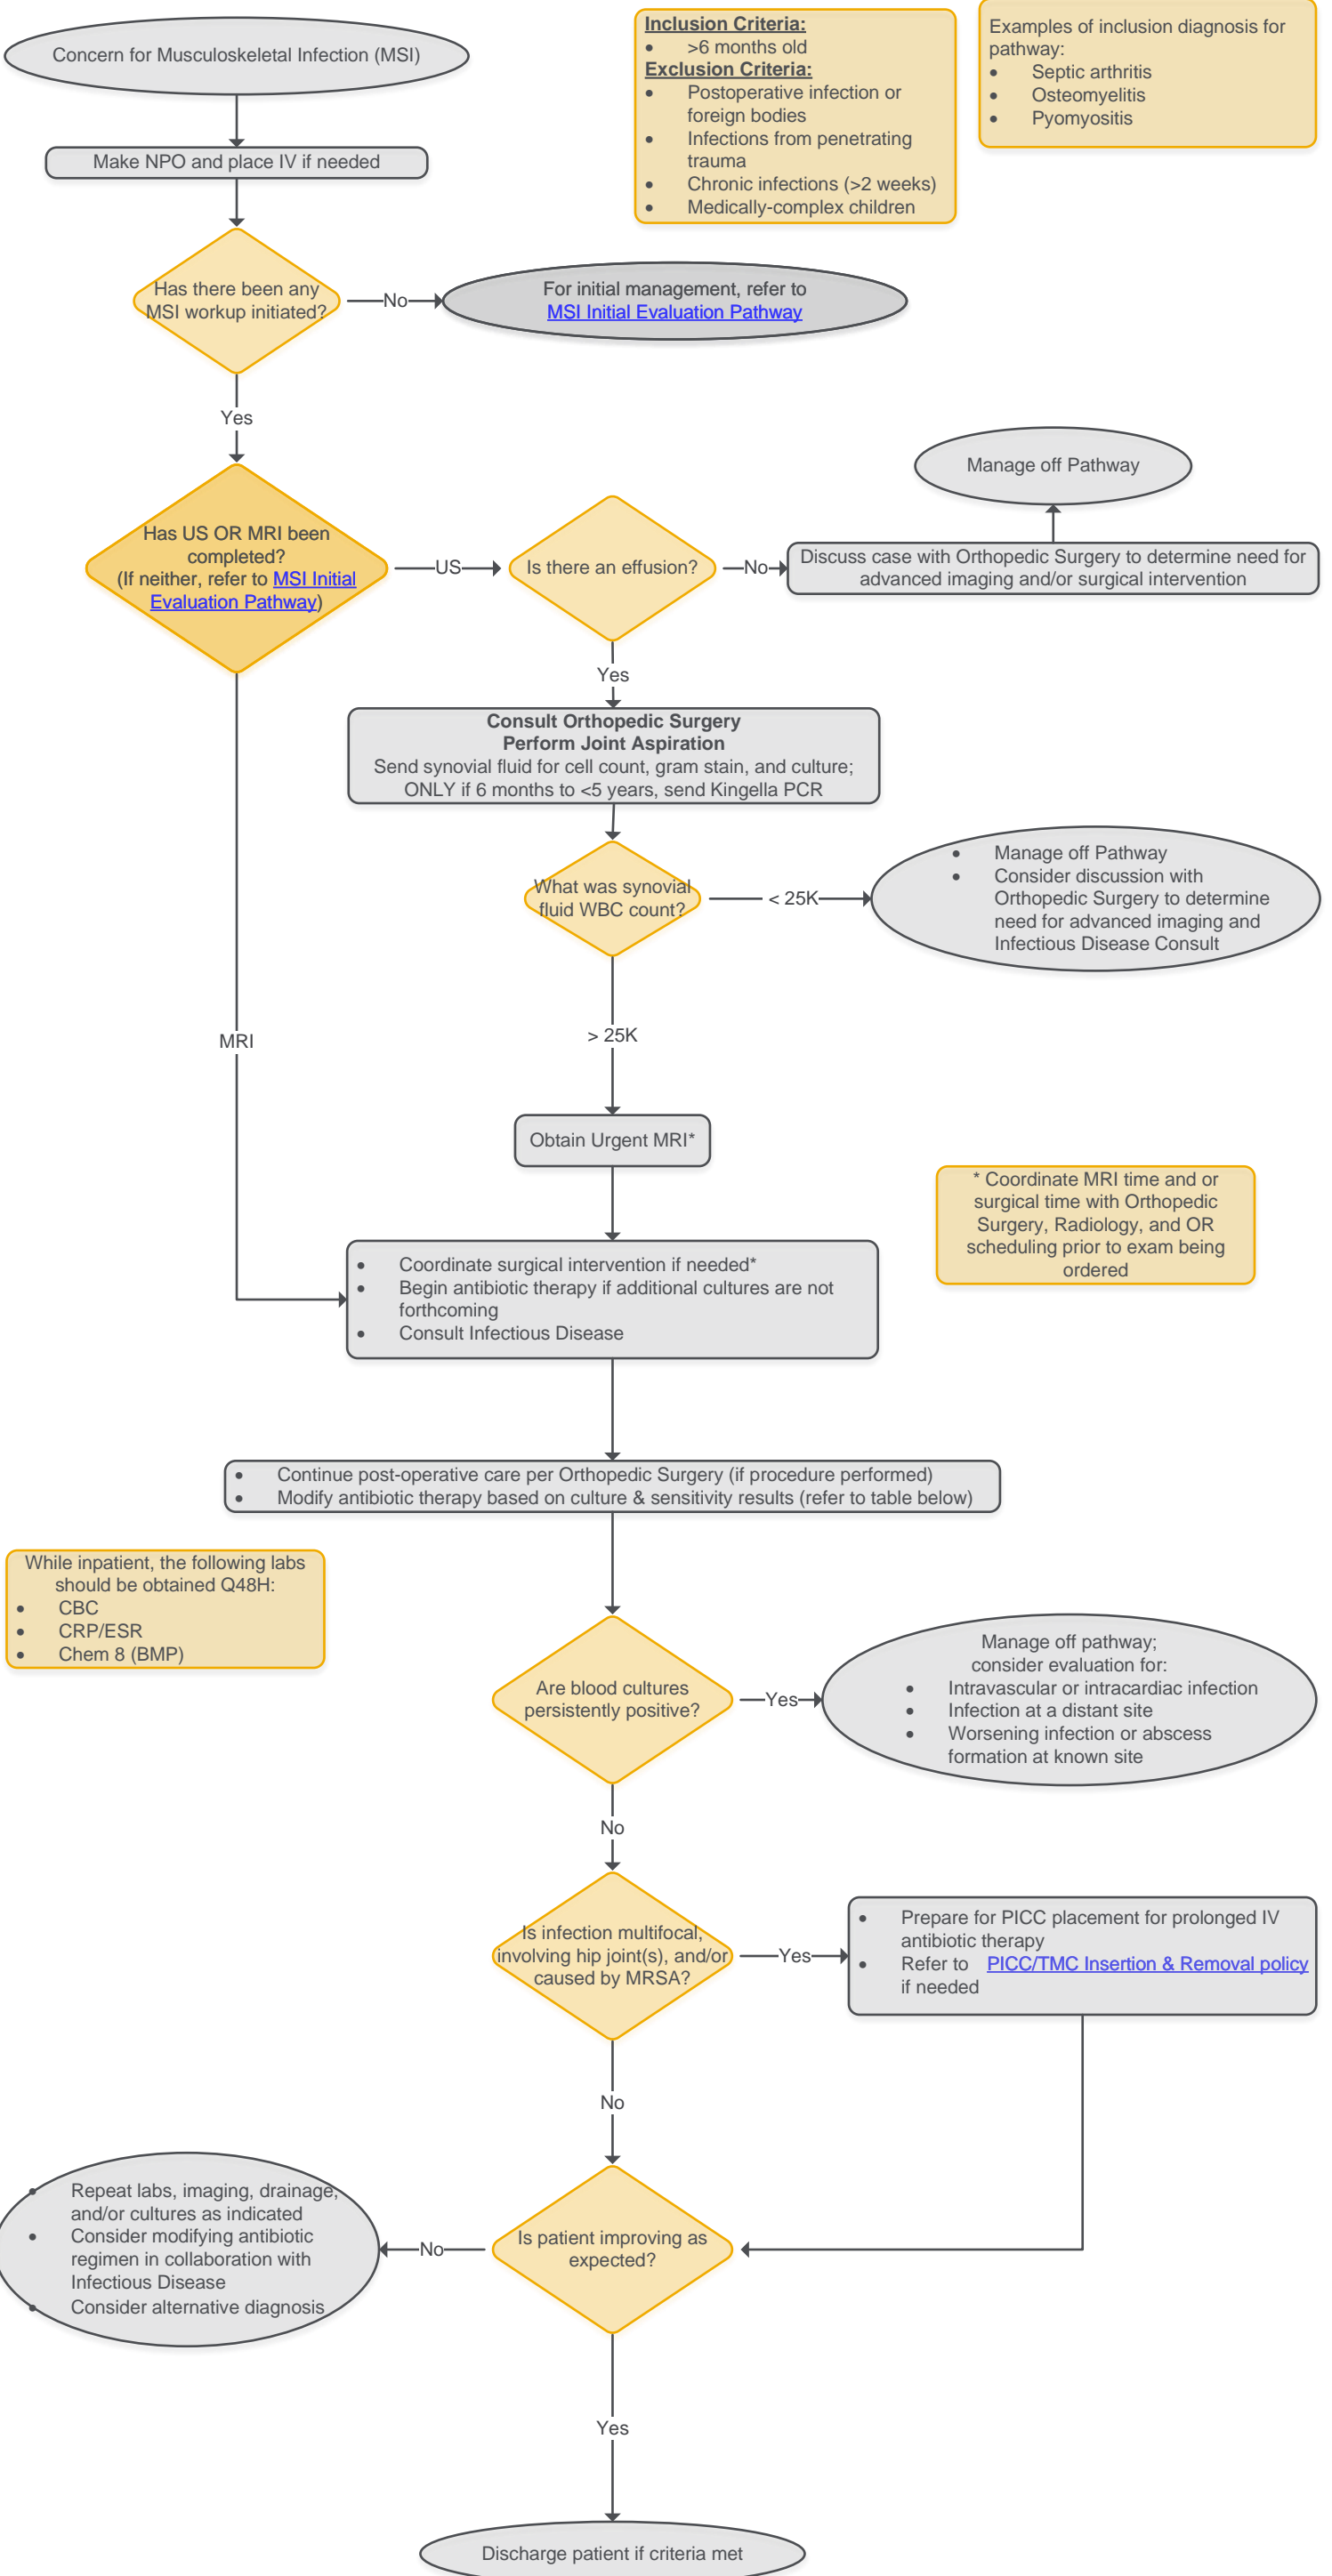 Concern for Musculoskeletal Infection (MSI)
Inclusion Criteria:
• >6 months old
Exclusion Criteria:
• Postoperative infection or
foreign bodies
• Infections from penetrating
trauma
• Chronic infections (>2 weeks)
• Medically-complex children
Examples of inclusion diagnosis for
pathway:
• Septic arthritis
• Osteomyelitis
• Pyomyositis
Make NPO and place IV if needed
Has there been any
MSI workup initiated?
No
For initial management, refer to
MSI Initial Evaluation Pathway
Yes
Has US OR MRI been
completed?
(If neither, refer to MSI Initial
Evaluation Pathway)
US
Is there an effusion?
No
Discuss case with Orthopedic Surgery to determine need for
advanced imaging and/or surgical intervention
Manage off Pathway
Yes
Consult Orthopedic Surgery
Perform Joint Aspiration
Send synovial fluid for cell count, gram stain, and culture;
ONLY if 6 months to <5 years, send Kingella PCR
What was synovial
fluid WBC count?
< 25K
• Manage off Pathway
• Consider discussion with
Orthopedic Surgery to determine
need for advanced imaging and
Infectious Disease Consult
MRI
> 25K
Obtain Urgent MRI*
* Coordinate MRI time and or
surgical time with Orthopedic
Surgery, Radiology, and OR
scheduling prior to exam being
ordered
• Coordinate surgical intervention if needed*
• Begin antibiotic therapy if additional cultures are not
forthcoming
• Consult Infectious Disease
• Continue post-operative care per Orthopedic Surgery (if procedure performed)
• Modify antibiotic therapy based on culture & sensitivity results (refer to table below)
While inpatient, the following labs
should be obtained Q48H:
• CBC
• CRP/ESR
• Chem 8 (BMP)
Are blood cultures
persistently positive?
Yes
Manage off pathway;
consider evaluation for:
• Intravascular or intracardiac infection
• Infection at a distant site
• Worsening infection or abscess
formation at known site
No
Is infection multifocal,
involving hip joint(s), and/or
caused by MRSA?
Yes
• Prepare for PICC placement for prolonged IV
antibiotic therapy
• Refer to PICC/TMC Insertion & Removal policy
if needed
No
Is patient improving as
expected?
No
• Repeat labs, imaging, drainage,
and/or cultures as indicated
• Consider modifying antibiotic
regimen in collaboration with
Infectious Disease
• Consider alternative diagnosis
Yes
Discharge patient if criteria met